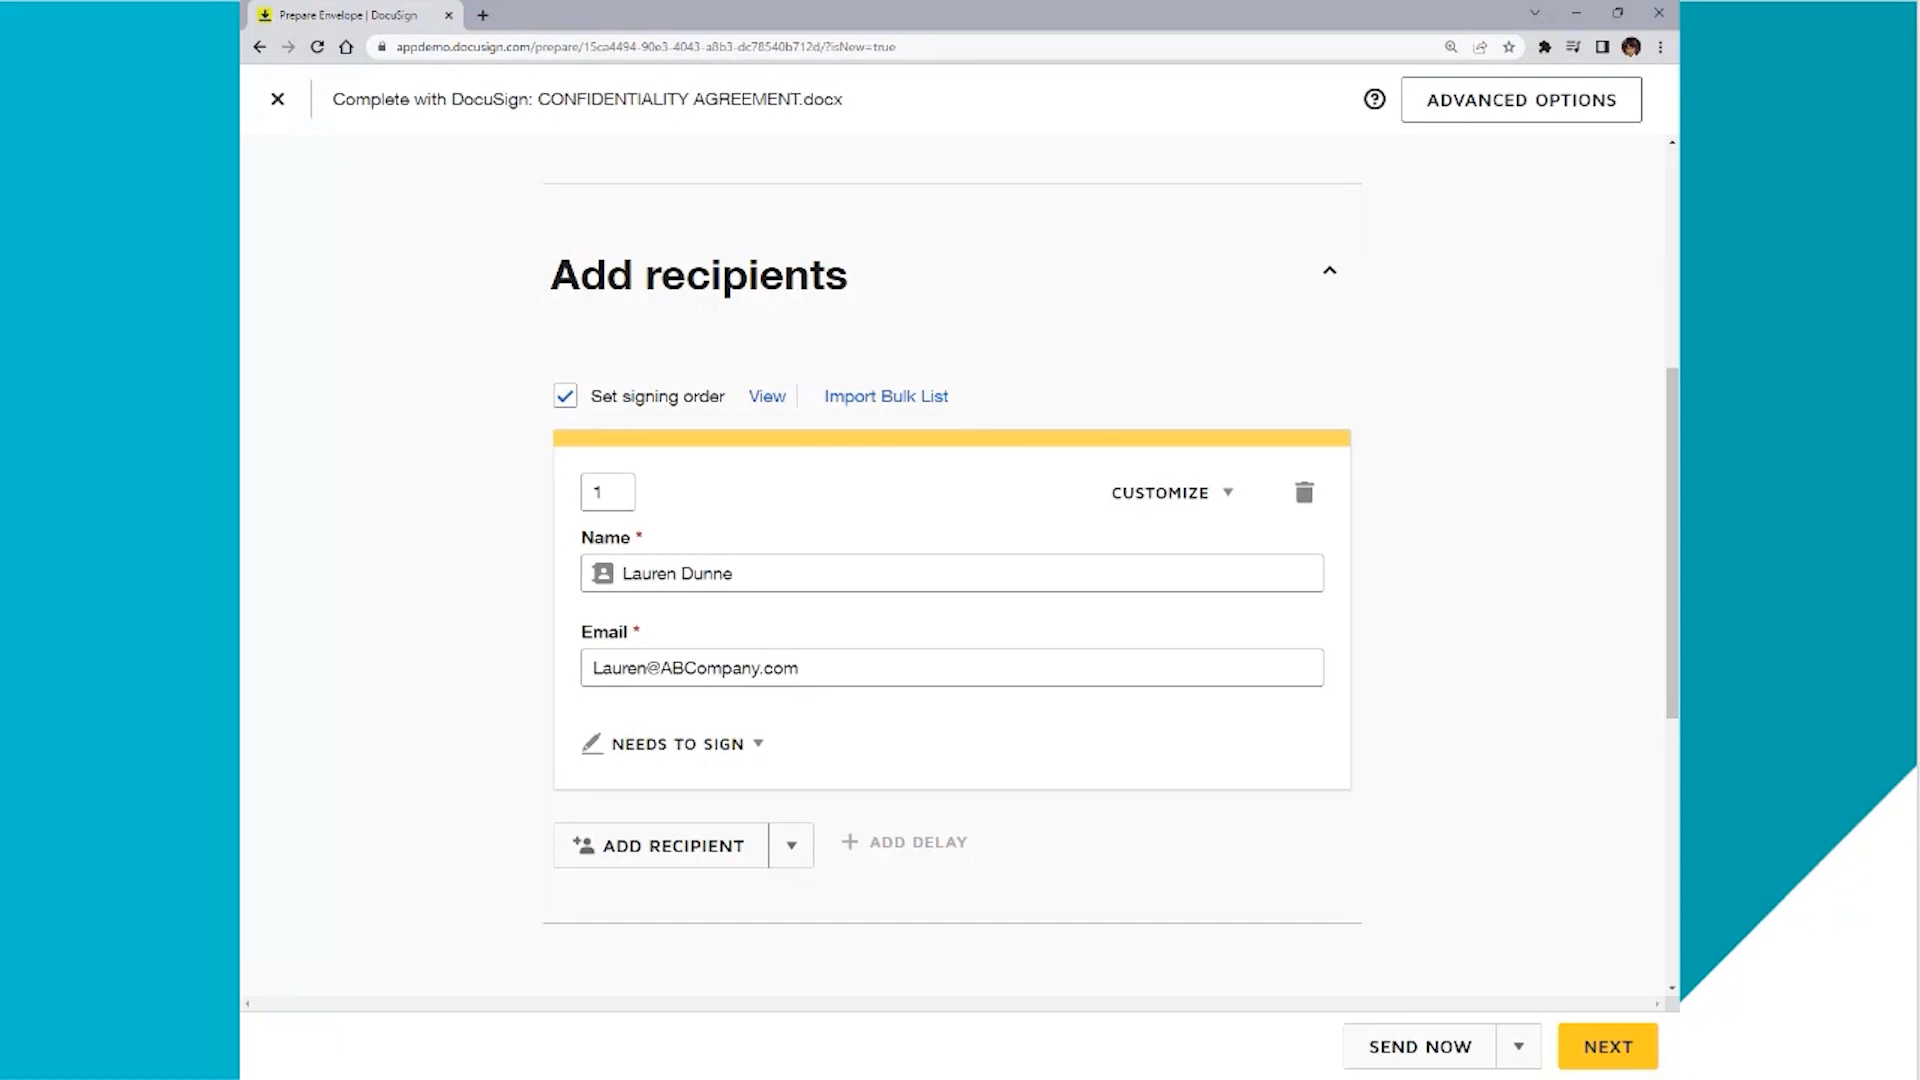 Prepare Envelope | DocuSign
appdemo.docusign.com/prepare/15ca4494-90e3-4043-a8b3-dc78540b712d/?isNew=true
Complete with DocuSign: CONFIDENTIALITY AGREEMENT.docx
ADVANCED OPTIONS
Add recipients
Set signing order View Import Bulk List
1 CUSTOMIZE
Name *
Lauren Dunne
Email *
Lauren@ABCompany.com
NEEDS TO SIGN
ADD RECIPIENT + ADD DELAY
SEND NOW NEXT